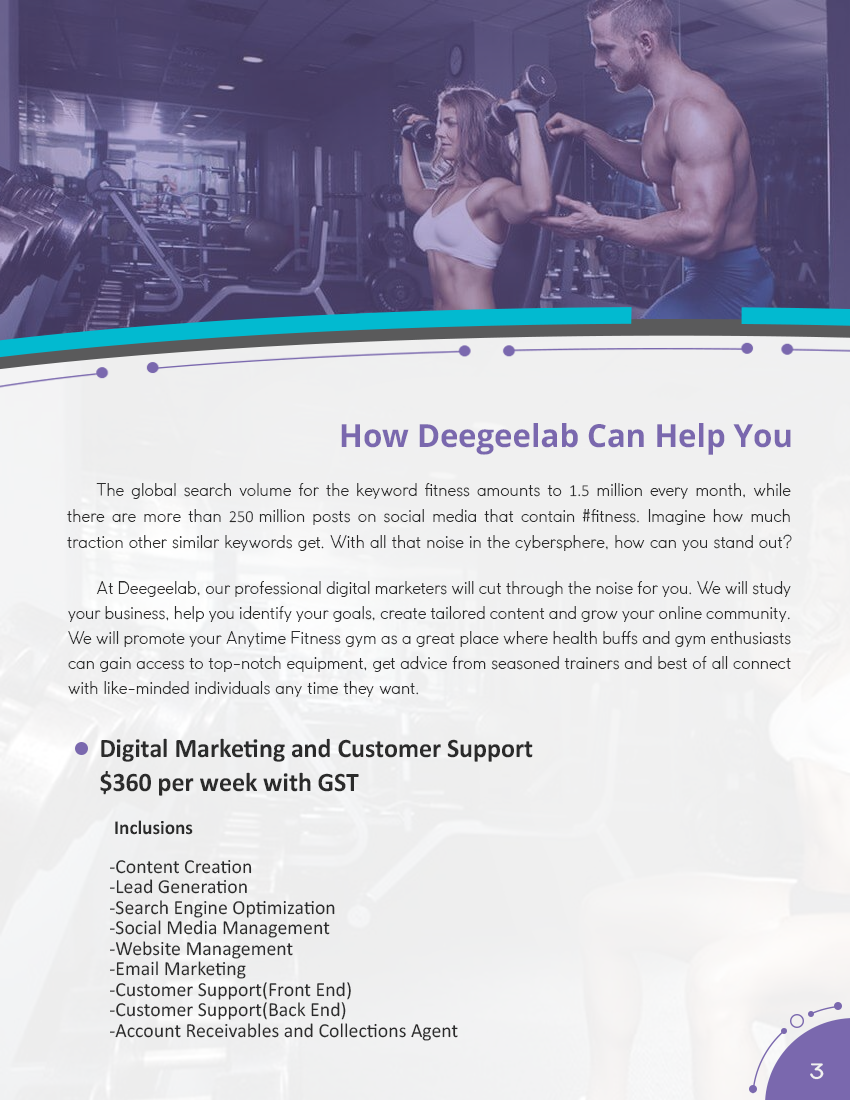 How Deegeelab Can Help You
The global search volume for the keyword fitness amounts to 1.5 million every month, while
there are more than 250 million posts on social media that contain #fitness. Imagine how much
traction other similar keywords get. With all that noise in the cybersphere, how can you stand out?
At Deegeelab, our professional digital marketers will cut through the noise for you. We will study
your business, help you identify your goals, create tailored content and grow your online community.
We will promote your Anytime Fitness gym as a great place where health buffs and gym enthusiasts
can gain access to top-notch equipment, get advice from seasoned trainers and best of all connect
with like-minded individuals any time they want.
Digital Marketing and Customer Support
$360 per week with GST
Inclusions
-Content Creation
-Lead Generation
-Search Engine Optimization
-Social Media Management
-Website Management
-Email Marketing
-Customer Support(Front End)
-Customer Support(Back End)
-Account Receivables and Collections Agent
3